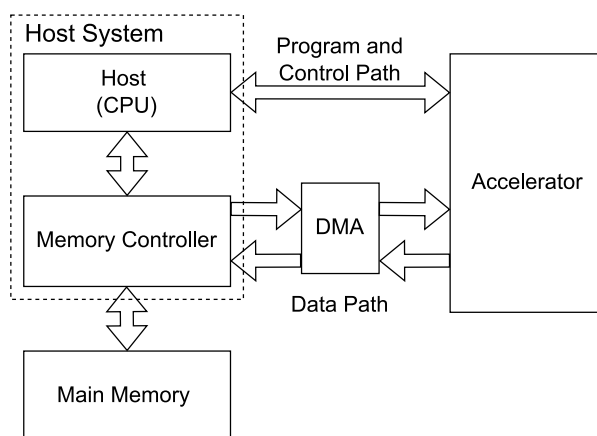 Host System
Program and
Control Path
Host
(CPU)
Accelerator
Memory Controller
DMA
Data Path
Main Memory